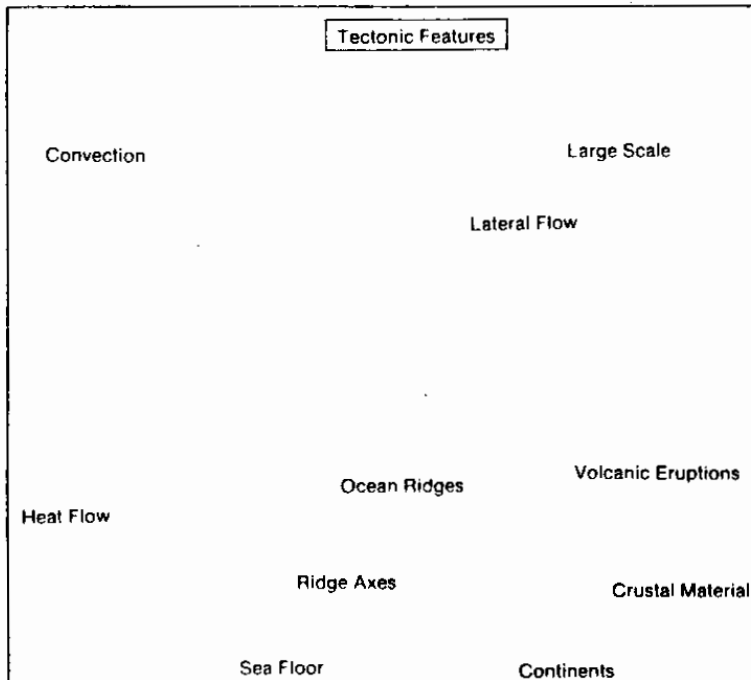 Tectonic Features
Convection
Large Scale
Lateral Flow
Volcanic Eruptions
Ocean Ridges
Heat Flow
Ridge Axes
Crustal Material
Sea Floor
Continents